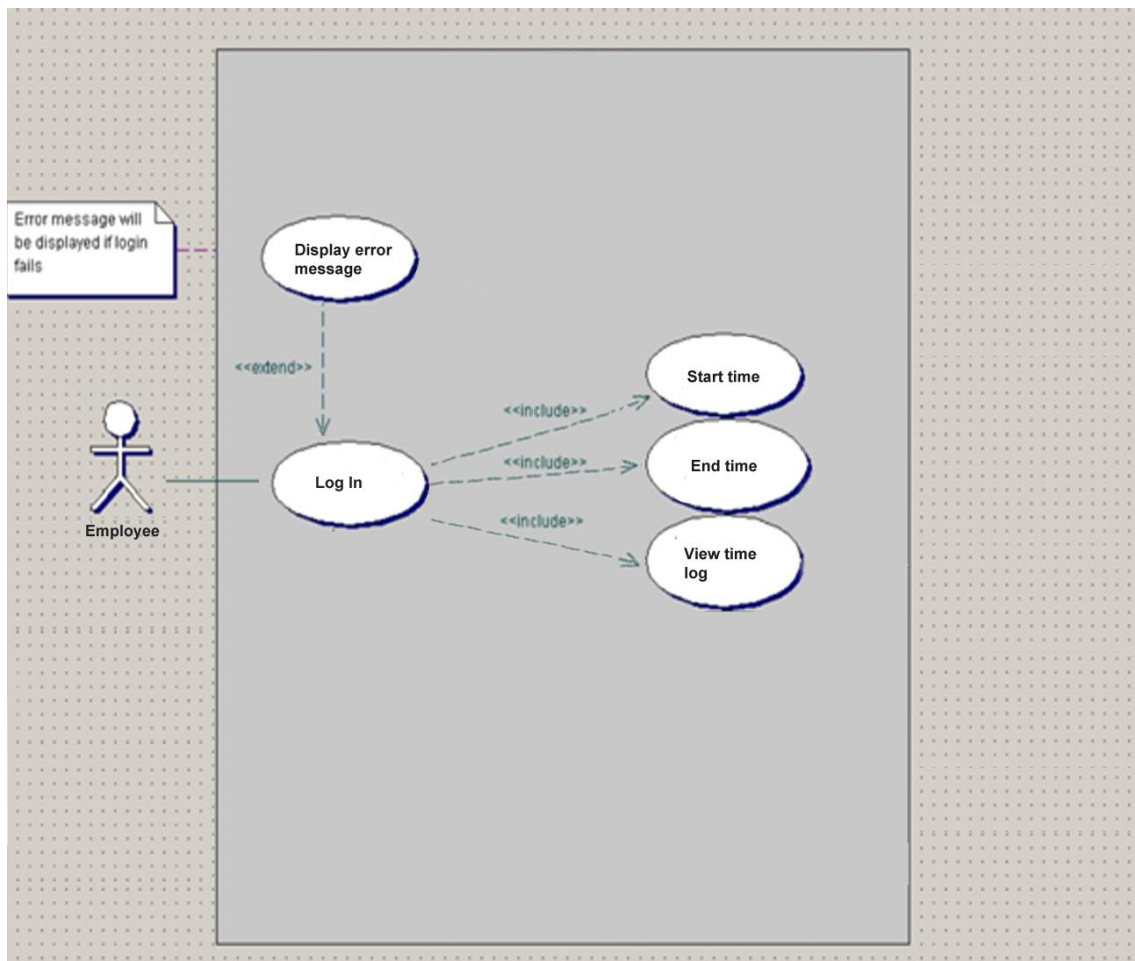 Error message will
be displayed if login
fails
Display error
message
<<extend>>
Start time
<<include>>
End time
<<include>>
Log In
<<include>>
View time
log
Employee